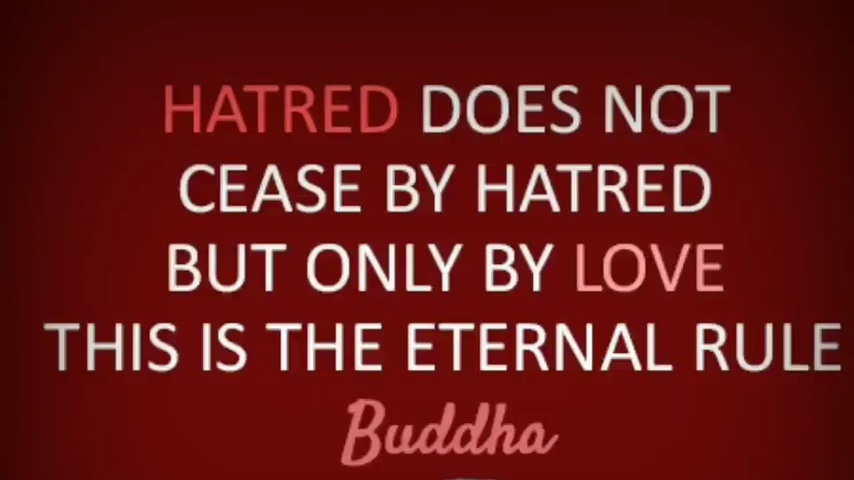 HATRED DOES NOT
CEASE BY HATRED
BUT ONLY BY LOVE
THIS IS THE ETERNAL RULE
Buddha